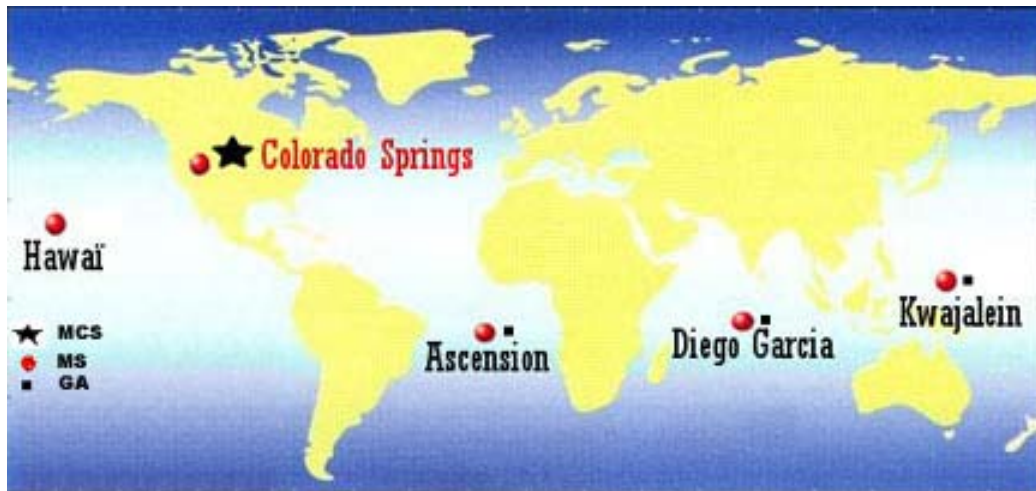 Colorado Springs
Hawaï
Kwajalein
Ascension
Diego Garcia
MCS
MS
GA